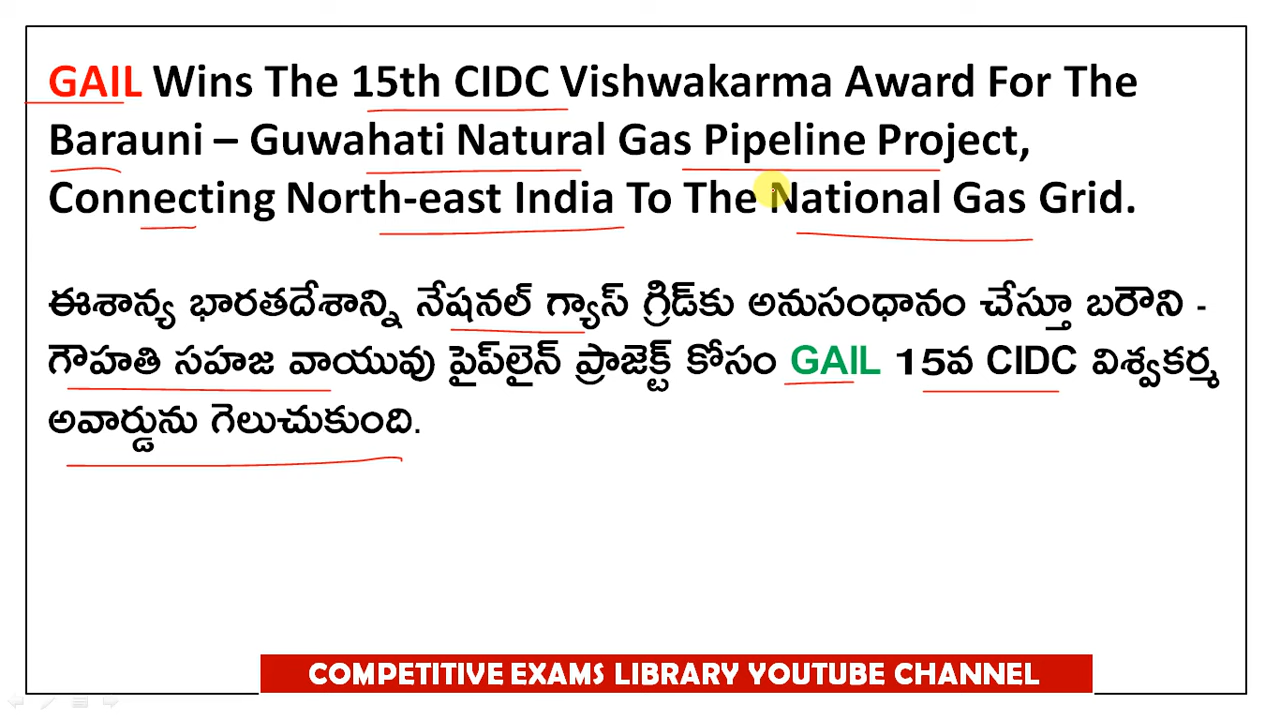 GAIL Wins The 15th CIDC Vishwakarma Award For The
Barauni – Guwahati Natural Gas Pipeline Project,
Connecting North-east India To The National Gas Grid.
ఈశాన్య భారతదేశాన్ని నేషనల్ గ్యాస్ గ్రిడ్‌కు అనుసంధానం చేస్తూ బరౌని -
గౌహతి సహజ వాయువు పైప్‌లైన్ ప్రాజెక్ట్ కోసం GAIL 15వ CIDC విశ్వకర్మ
అవార్డును గెలుచుకుంది.
COMPETITIVE EXAMS LIBRARY YOUTUBE CHANNEL